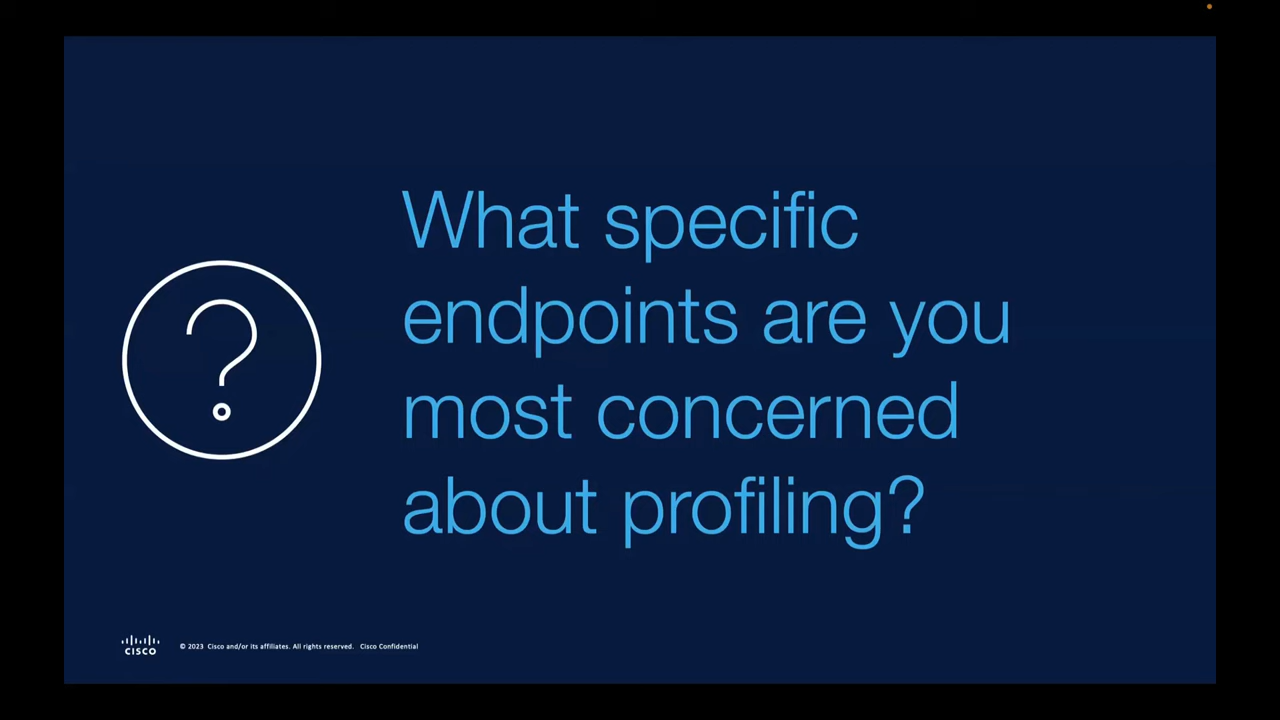 What specific
endpoints are you
most concerned
about profiling?
?
CISCO
© 2023 Cisco and/or its affiliates. All rights reserved. Cisco Confidential